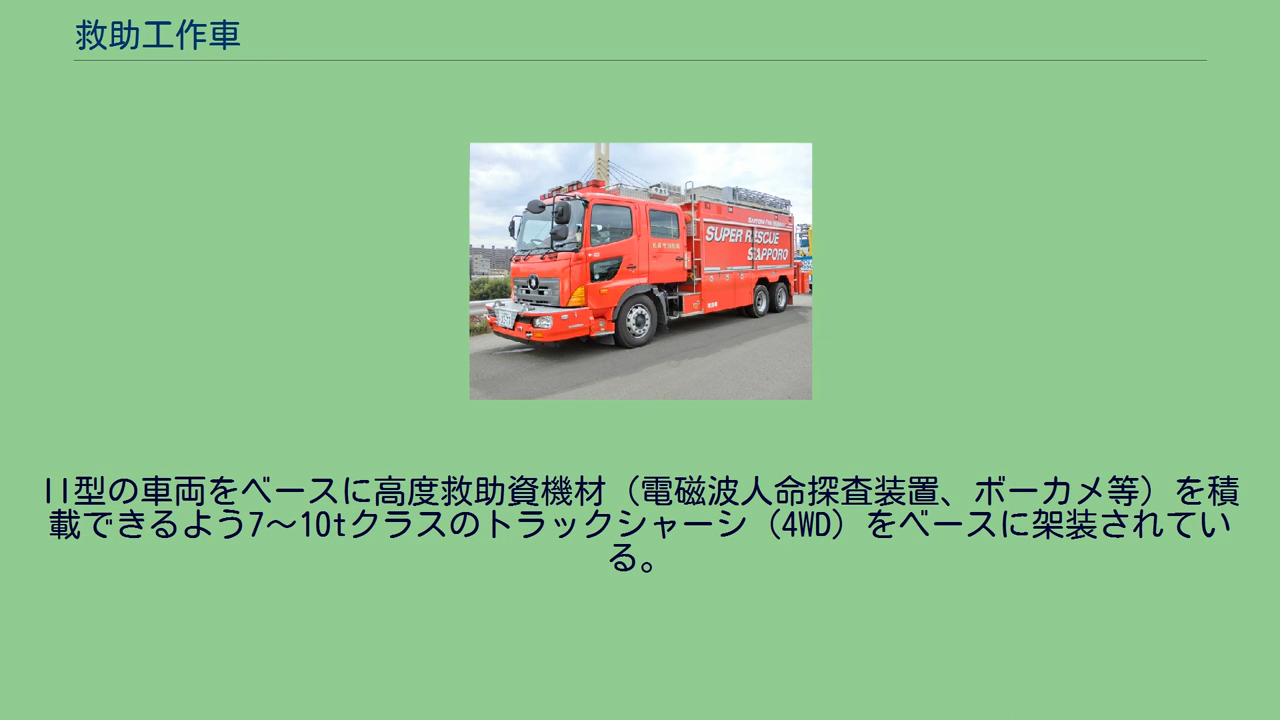 救助工作車
SUPER RESCUE
SAPPORO
II型の車両をベースに高度救助資機材（電磁波人命探査装置、ボーカメ等）を積
載できるよう7～10tクラスのトラックシャーシ（4WD）をベースに架装されてい
る。